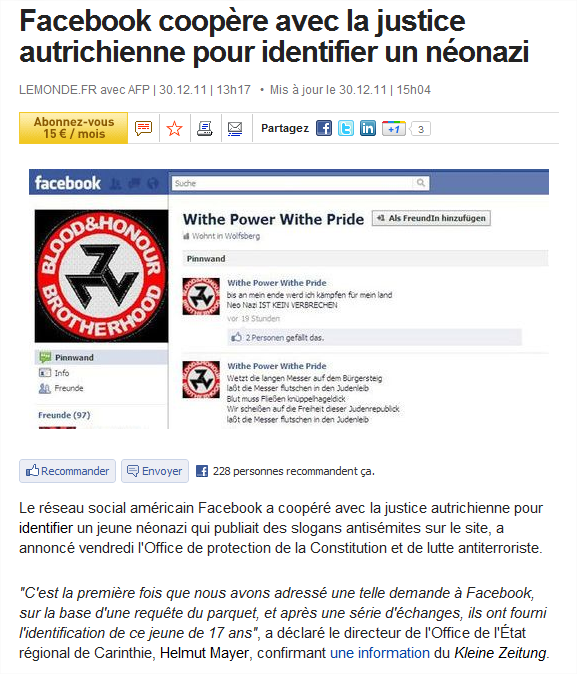 Facebook coopère avec la justice
autrichienne pour identifier un néonazi
LEMONDE.FR avec AFP | 30.12.11 | 13h17 • Mis à jour le 30.12.11 | 15h04
Abonnez-vous
15 € / mois
Partagez
+1
3
facebook
Suche
BLOOD&HONOUR
BROTHERHOOD
Withe Power Withe Pride
+1 Als FreundIn hinzufügen
Wohnt in Wolfsberg
Pinnwand
Withe Power Withe Pride
bis an mein ende werd ich kämpfen für mein land
Neo Nazi IST KEIN VERBRECHEN
vor 19 Stunden
2 Personen gefällt das.
Pinnwand
Info
Freunde
Freunde (97)
Withe Power Withe Pride
Wetzt die langen Messer auf dem Bürgersteig
laßt die Messer flutschen in den Judenleib
Blut muss Fließen knüppelhageldick
Wir scheißen auf die Freiheit dieser Judenrepublick
laßt die Messer flutschen in den Judenleib
Recommander
Envoyer
228 personnes recommandent ça.
Le réseau social américain Facebook a coopéré avec la justice autrichienne pour
identifier un jeune néonazi qui publiait des slogans antisémites sur le site, a
annoncé vendredi l'Office de protection de la Constitution et de lutte antiterroriste.
"C'est la première fois que nous avons adressé une telle demande à Facebook,
sur la base d'une requête du parquet, et après une série d'échanges, ils ont fourni
l'identification de ce jeune de 17 ans", a déclaré le directeur de l'Office de l'État
régional de Carinthie, Helmut Mayer, confirmant une information du Kleine Zeitung.